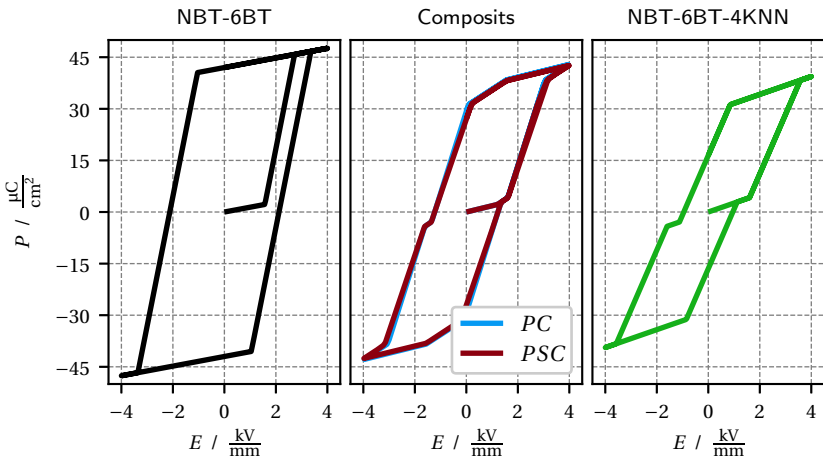 NBT-6BT
Composits
NBT-6BT-4KNN
45
30
15
0
−15
−30
−45
P / μC/cm²
PC
PSC
−4 −2 0 2 4
−4 −2 0 2 4
−4 −2 0 2 4
E / kV/mm
E / kV/mm
E / kV/mm